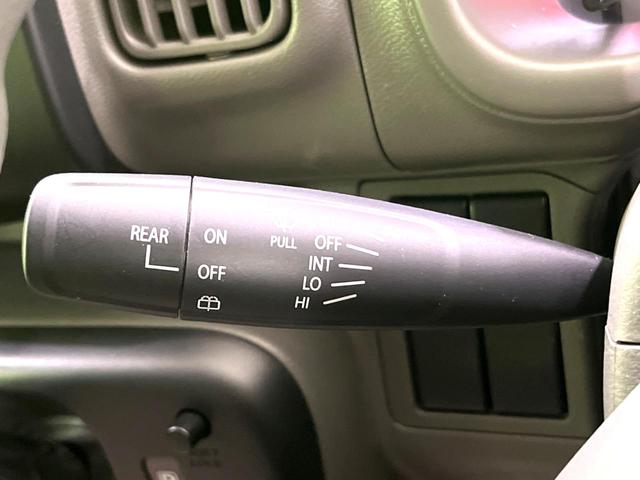 REAR
ON
OFF
PULL
OFF
INT
LO
HI